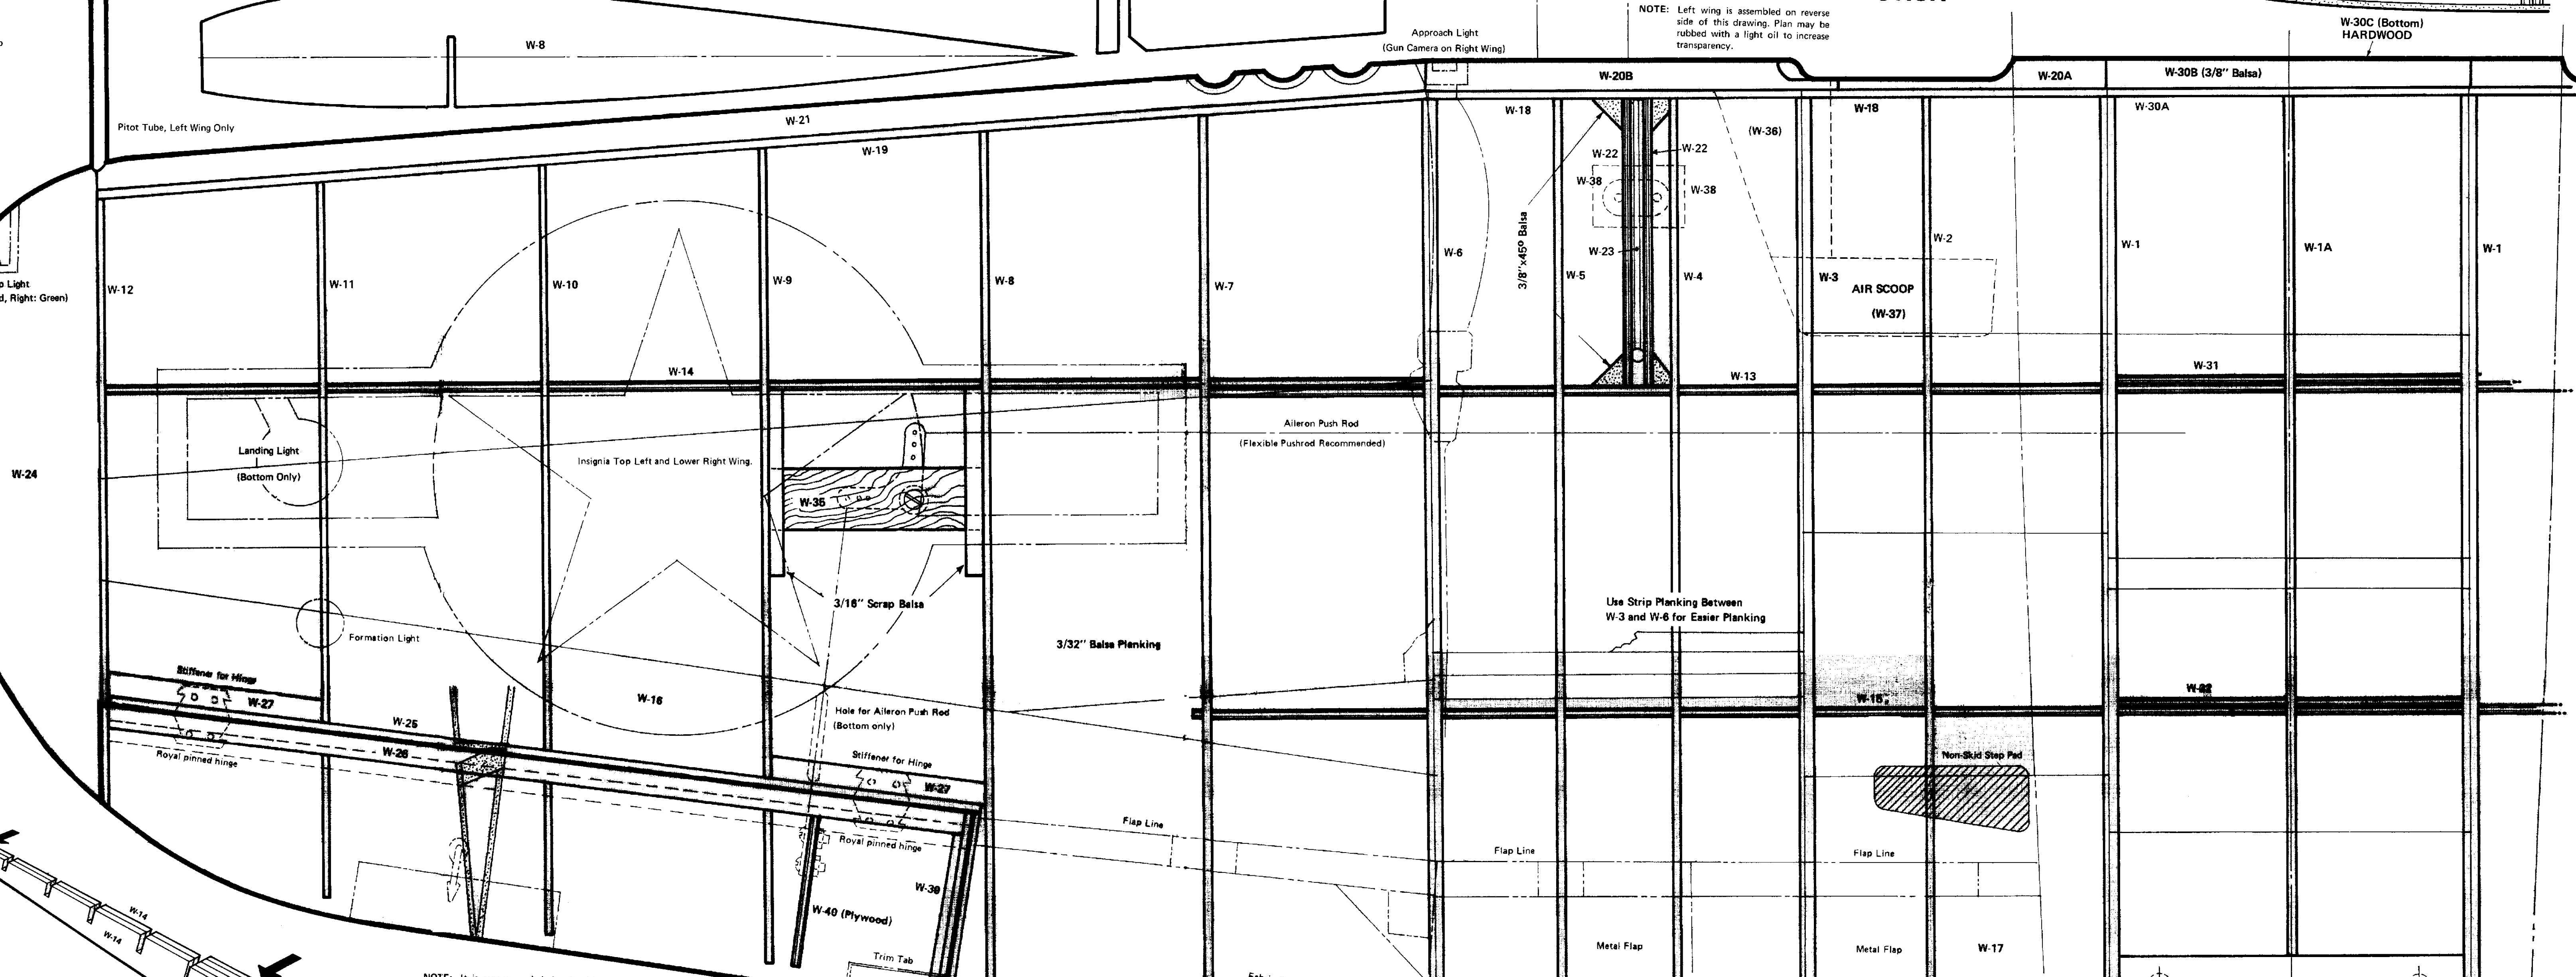 NOTE: Left wing is assembled on reverse
side of this drawing. Plan may be
rubbed with a light oil to increase
transparency.
W-30C (Bottom)
HARDWOOD
Approach Light
(Gun Camera on Right Wing)
W-8
W-20B
W-20A
W-30B (3/8" Balsa)
Pitot Tube, Left Wing Only
W-21
W-19
W-18
W-18
W-30A
(W-36)
W-22
W-22
W-38
W-38
3/8"x45° Balsa
W-23
W-12
W-11
W-10
W-9
W-8
W-7
W-6
W-5
W-4
W-3
W-2
W-1
W-1A
W-1
Light
Right: Green)
AIR SCOOP
(W-37)
W-14
W-13
W-31
W-24
Landing Light
(Bottom Only)
Insignia Top Left and Lower Right Wing.
Aileron Push Rod
(Flexible Pushrod Recommended)
W-35
3/16" Scrap Balsa
Formation Light
3/32" Balsa Planking
Use Strip Planking Between
W-3 and W-6 for Easier Planking
Stiffener for Hinge
W-27
W-25
W-26
Royal pinned hinge
W-16
Hole for Aileron Push Rod
(Bottom only)
Stiffener for Hinge
W-27
Royal pinned hinge
W-15
W-32
Non-Skid Step Pad
Flap Line
Flap Line
Flap Line
W-39
W-40 (Plywood)
Trim Tab
W-14
W-14
Metal Flap
Metal Flap
W-17
NOTE: